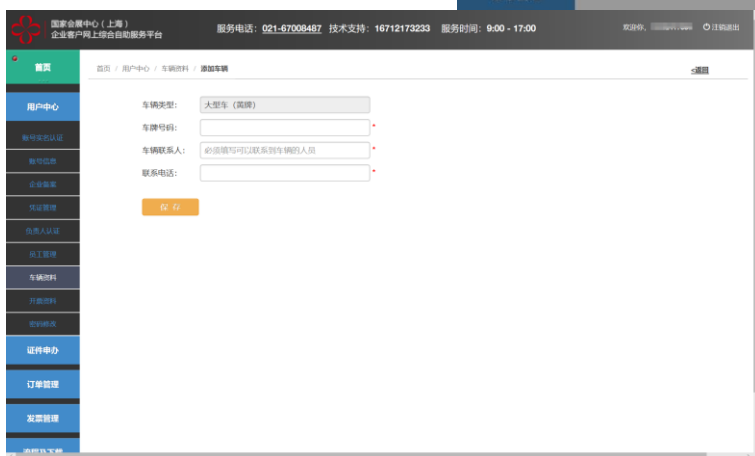 国家会展中心（上海）
企业客户网上综合自助服务平台
服务电话：021-67008487 技术支持：16712173233 服务时间：9:00 - 17:00
欢迎你,
注销退出
首页
首页 / 用户中心 / 车辆资料 / 添加车辆
<返回
用户中心
账号实名认证
账号信息
企业备案
凭证管理
负责人认证
员工管理
车辆资料
开票资料
密码修改
证件申办
订单管理
发票管理
车辆类型：
大型车（黄牌）
车牌号码：
*
车辆联系人：
必须填写可以联系到车辆的人员
*
联系电话：
*
保 存